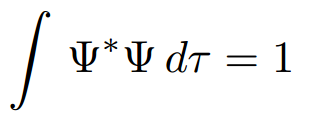 ∫ Ψ*Ψ dτ = 1